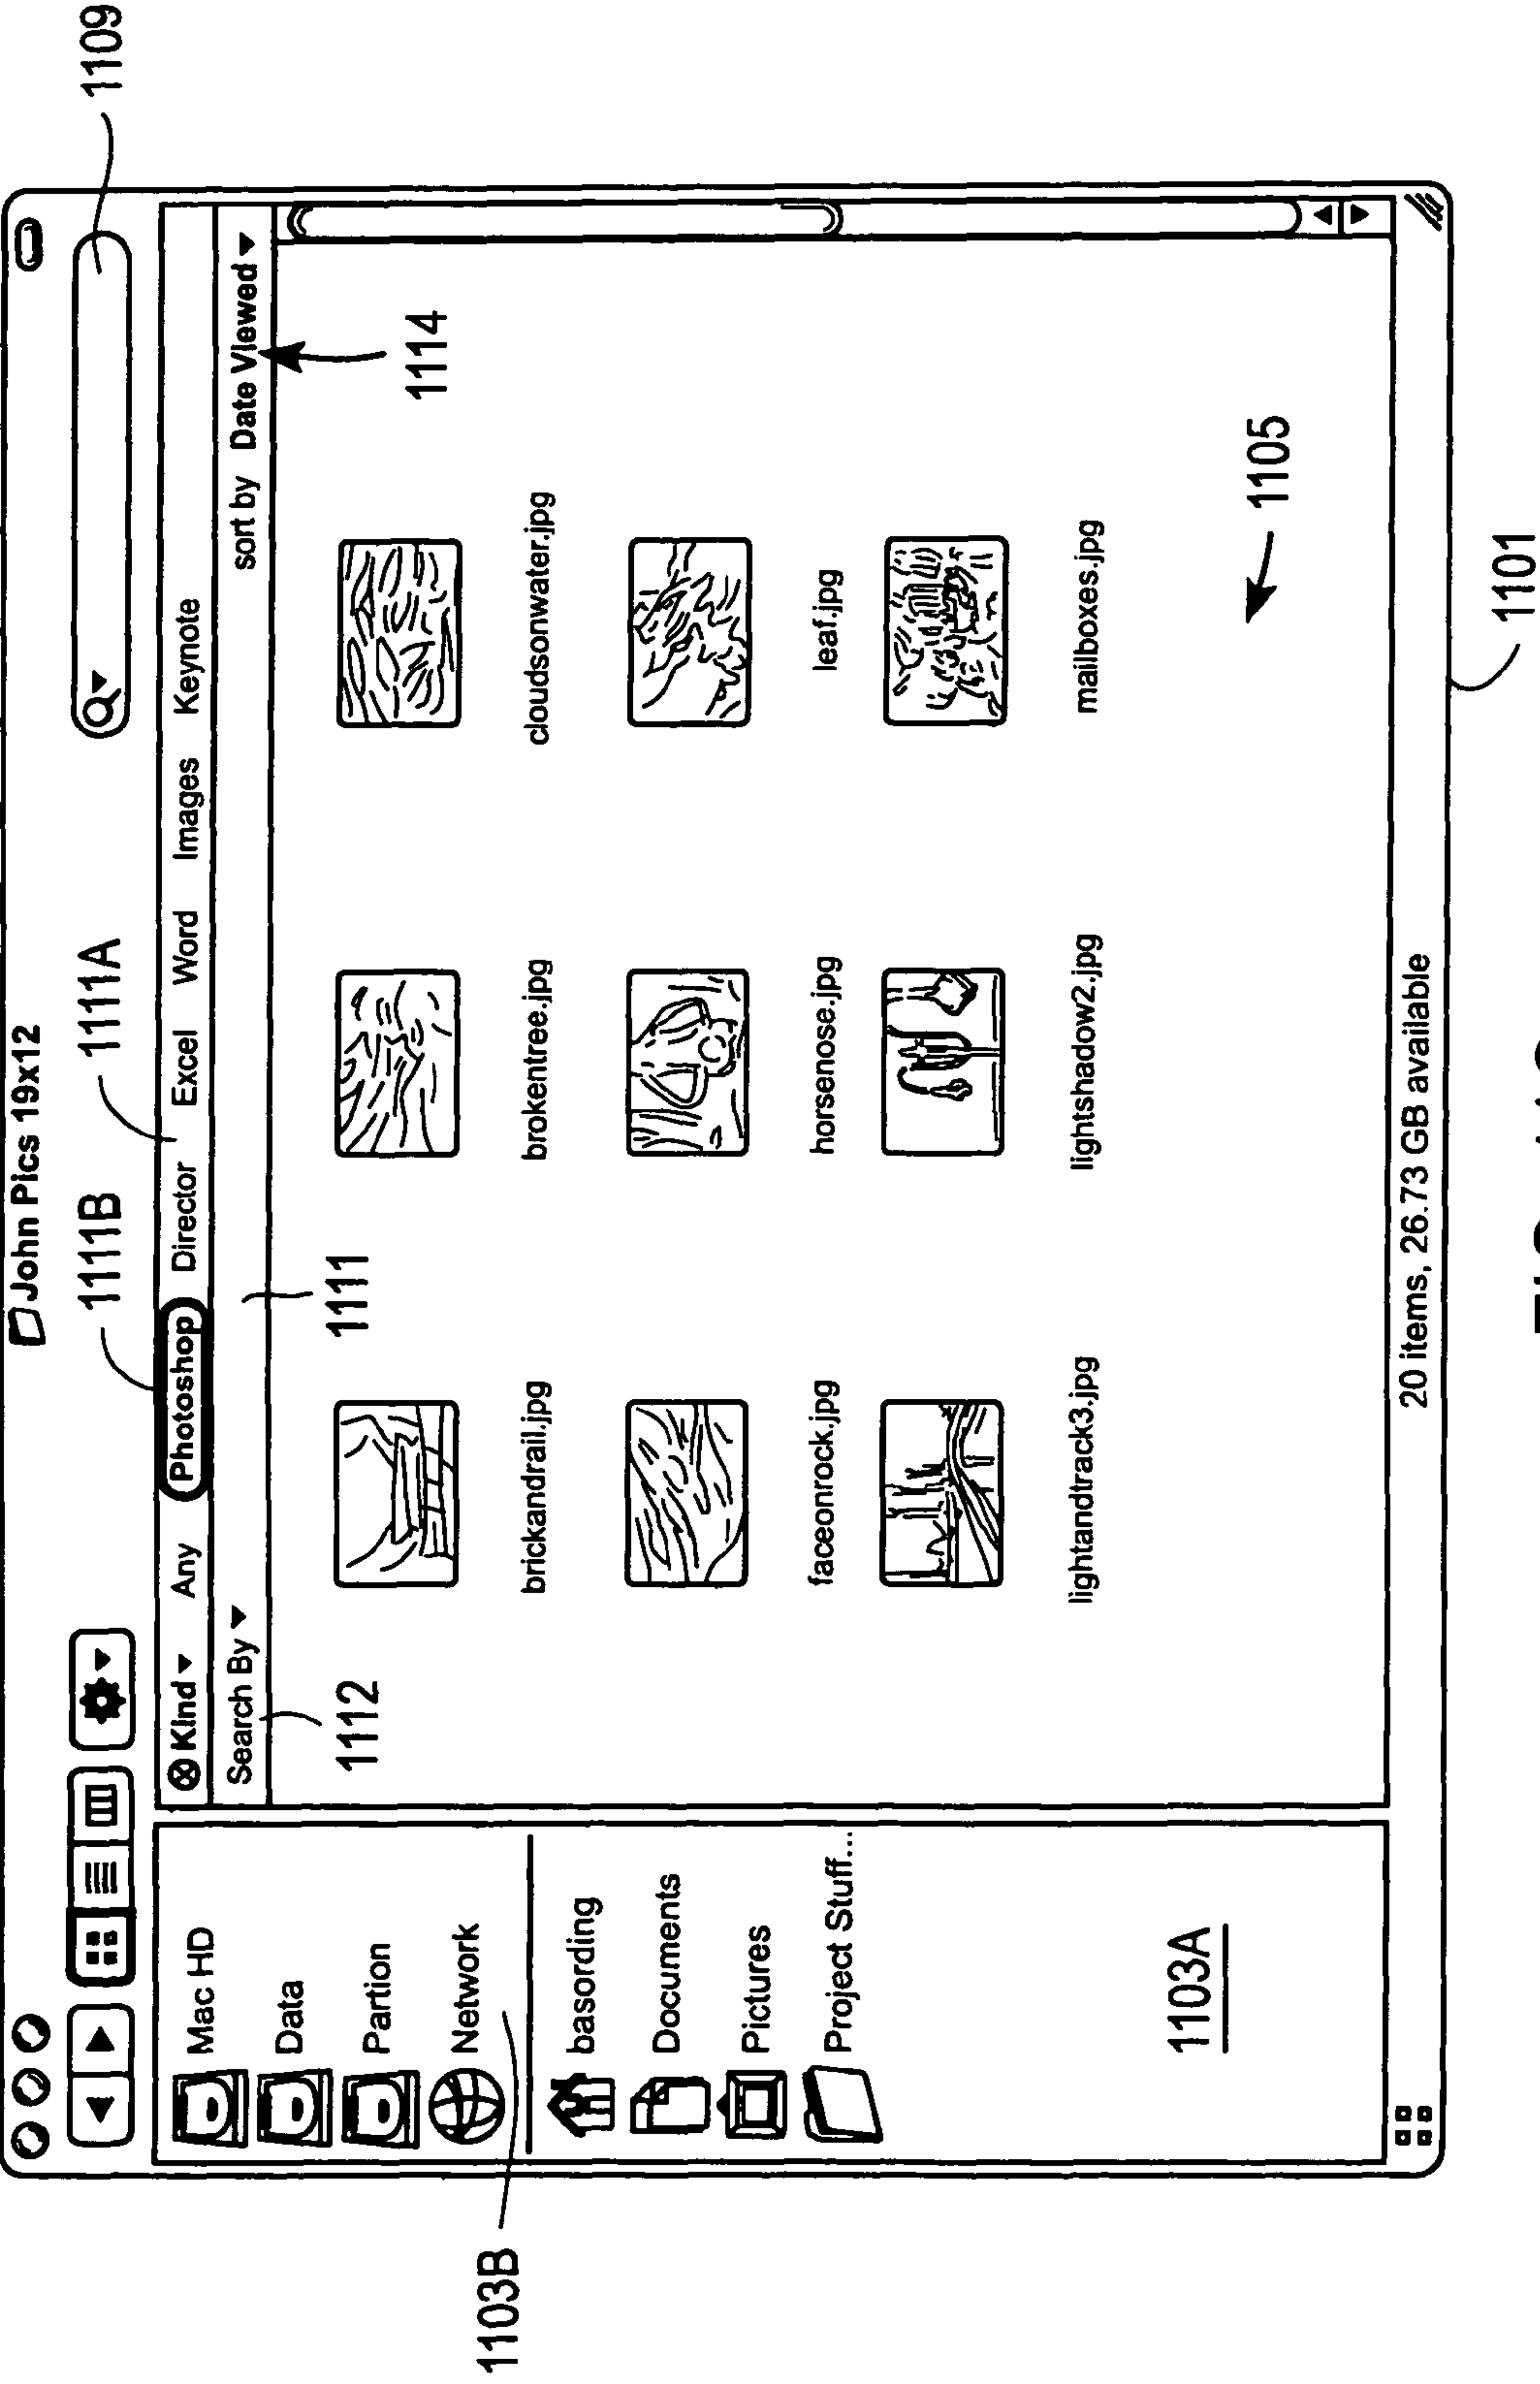 John Pics 19x12
1109
1111B
1111A
Kind Any Photoshop Director Excel Word Images Keynote
Search By
sort by Date Viewed
1112
1111
1114
Mac HD
Data
Partion
Network
1103B
basording
Documents
Pictures
Project Stuff...
1103A
brickandrail.jpg brokentree.jpg cloudsonwater.jpg
faceonrock.jpg horsenose.jpg leaf.jpg
lightandtrack3.jpg lightshadow2.jpg mailboxes.jpg
1105
20 items, 26.73 GB available
1101